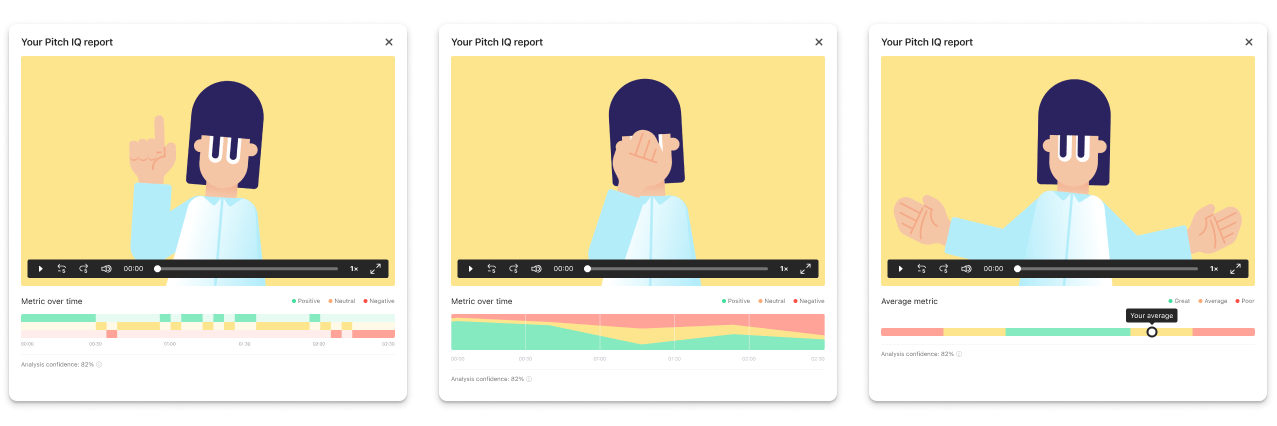 Your Pitch IQ report
00:00
1×
Metric over time
Positive Neutral Negative
00:00 00:30 01:00 01:30 02:00 02:30
Analysis confidence: 82%
Your Pitch IQ report
00:00
1×
Metric over time
Positive Neutral Negative
00:00 00:30 01:00 01:30 02:00 02:30
Analysis confidence: 82%
Your Pitch IQ report
00:00
1×
Average metric
Great Average Poor
Your average
Analysis confidence: 82%